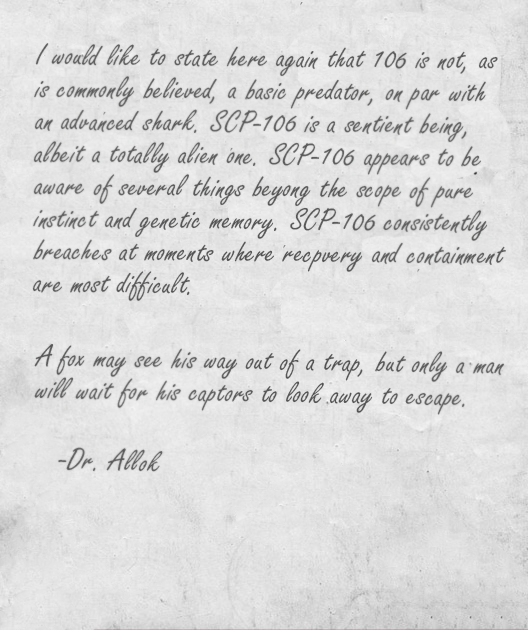 I would like to state here again that 106 is not, as
is commonly believed, a basic predator, on par with
an advanced shark. SCP-106 is a sentient being,
albeit a totally alien one. SCP-106 appears to be
aware of several things beyong the scope of pure
instinct and genetic memory. SCP-106 consistently
breaches at moments where recpvery and containment
are most difficult.
A fox may see his way out of a trap, but only a man
will wait for his captors to look away to escape.
-Dr. Allok